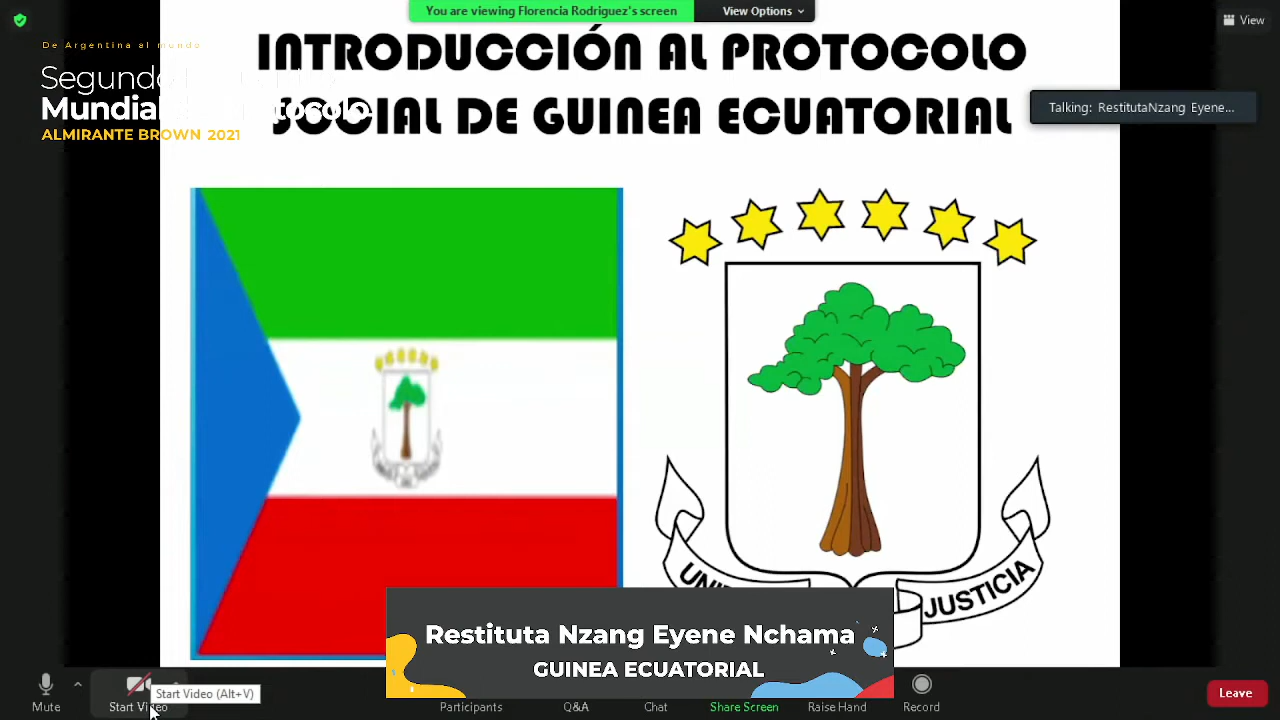 You are viewing Florencia Rodriguez's screen
View Options
View
De Argentina al mundo
Segundo
Mundial
ALMIRANTE BROWN 2021
INTRODUCCIÓN AL PROTOCOLO
SOCIAL DE GUINEA ECUATORIAL
Talking: RestitutaNzang Eyene...
JUSTICIA
Restituta Nzang Eyene Nchama
GUINEA ECUATORIAL
Start Video (Alt+V)
Mute
Start Video
Participants
Q&A
Chat
Share Screen
Raise Hand
Record
Leave